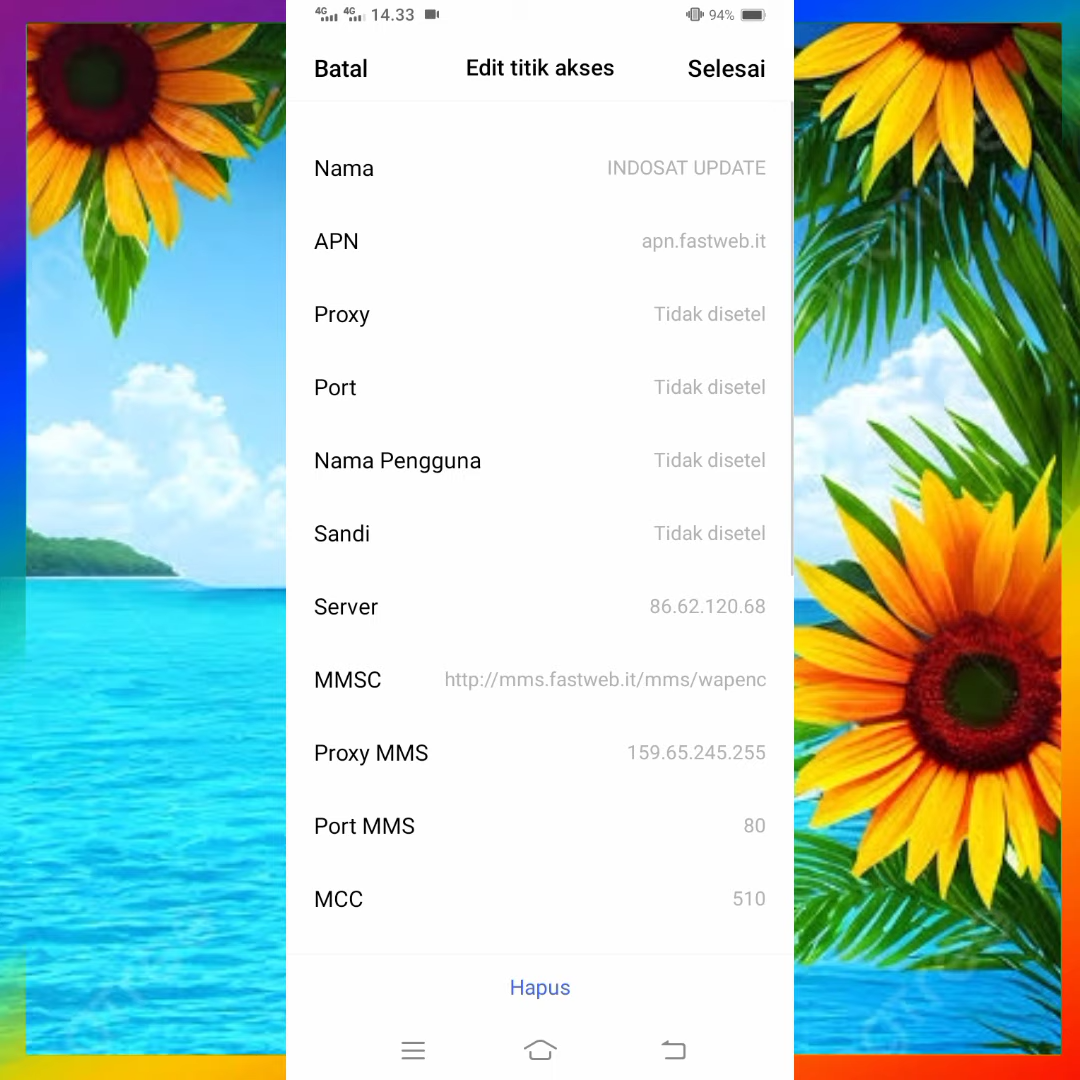 4G 4G 14.33 94%
Batal Edit titik akses Selesai
Nama INDOSAT UPDATE
APN apn.fastweb.it
Proxy Tidak disetel
Port Tidak disetel
Nama Pengguna Tidak disetel
Sandi Tidak disetel
Server 86.62.120.68
MMSC http://mms.fastweb.it/mms/wapenc
Proxy MMS 159.65.245.255
Port MMS 80
MCC 510
Hapus